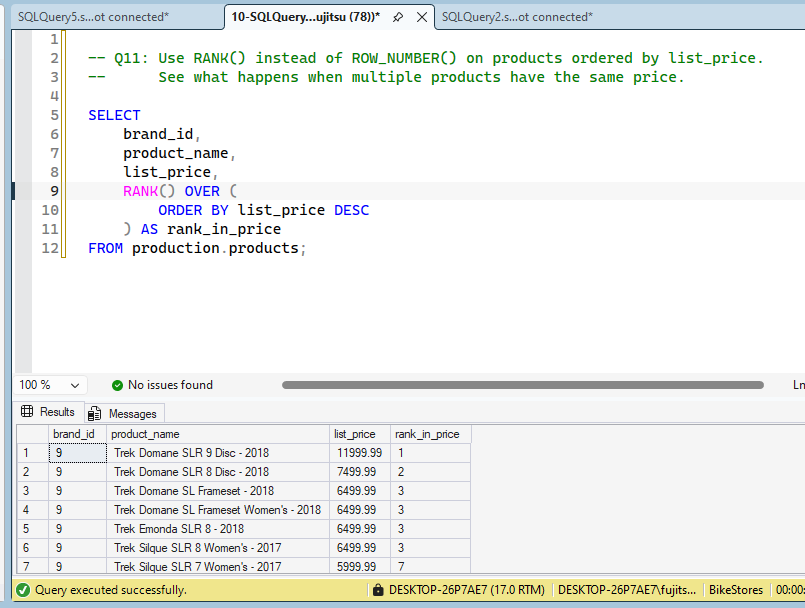 SQLQuery5.s...ot connected*
10-SQLQuery...ujitsu (78))*
SQLQuery2.s...ot connected*
1
2 -- Q11: Use RANK() instead of ROW_NUMBER() on products ordered by list_price.
3 --      See what happens when multiple products have the same price.
4
5 SELECT
6     brand_id,
7     product_name,
8     list_price,
9     RANK() OVER (
10         ORDER BY list_price DESC
11     ) AS rank_in_price
12 FROM production.products;
100 % No issues found Ln
Results Messages
brand_id product_name list_price rank_in_price
1 9 Trek Domane SLR 9 Disc - 2018 11999.99 1
2 9 Trek Domane SLR 8 Disc - 2018 7499.99 2
3 9 Trek Domane SL Frameset - 2018 6499.99 3
4 9 Trek Domane SL Frameset Women's - 2018 6499.99 3
5 9 Trek Emonda SLR 8 - 2018 6499.99 3
6 9 Trek Silque SLR 8 Women's - 2017 6499.99 3
7 9 Trek Silque SLR 7 Women's - 2017 5999.99 7
Query executed successfully. DESKTOP-26P7AE7 (17.0 RTM) DESKTOP-26P7AE7\fujits... BikeStores 00:00: